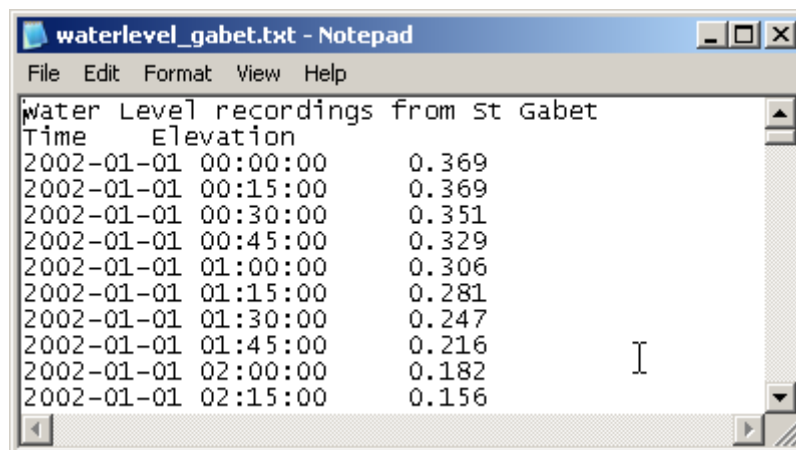 waterlevel_gabet.txt - Notepad
File Edit Format View Help
Water Level recordings from St Gabet
Time Elevation
2002-01-01 00:00:00 0.369
2002-01-01 00:15:00 0.369
2002-01-01 00:30:00 0.351
2002-01-01 00:45:00 0.329
2002-01-01 01:00:00 0.306
2002-01-01 01:15:00 0.281
2002-01-01 01:30:00 0.247
2002-01-01 01:45:00 0.216
2002-01-01 02:00:00 0.182
2002-01-01 02:15:00 0.156